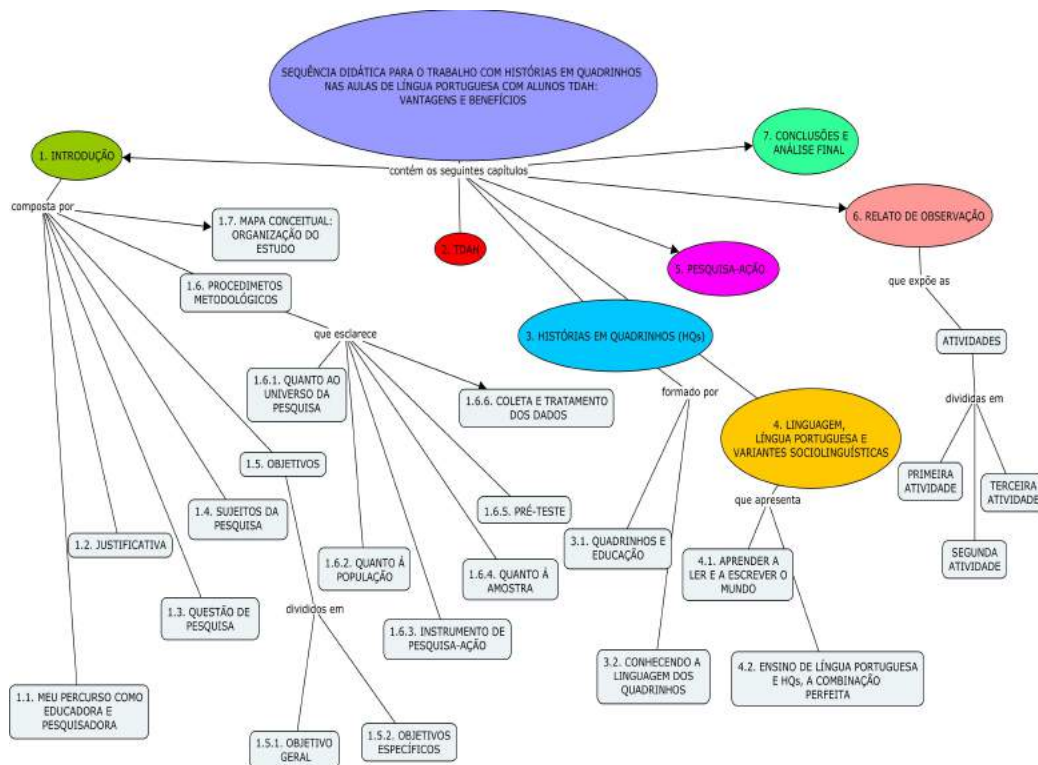 SEQUÊNCIA DIDÁTICA PARA O TRABALHO COM HISTÓRIAS EM QUADRINHOS
NAS AULAS DE LÍNGUA PORTUGUESA COM ALUNOS TDAH:
VANTAGENS E BENEFÍCIOS
contém os seguintes capítulos
1. INTRODUÇÃO
composta por
1.1. MEU PERCURSO COMO
EDUCADORA E
PESQUISADORA
1.2. JUSTIFICATIVA
1.3. QUESTÃO DE
PESQUISA
1.4. SUJEITOS DA
PESQUISA
1.5. OBJETIVOS
divididos em
1.5.1. OBJETIVO
GERAL
1.5.2. OBJETIVOS
ESPECÍFICOS
1.6. PROCEDIMETOS
METODOLÓGICOS
que esclarece
1.6.1. QUANTO AO
UNIVERSO DA
PESQUISA
1.6.2. QUANTO À
POPULAÇÃO
1.6.3. INSTRUMENTO DE
PESQUISA-AÇÃO
1.6.4. QUANTO À
AMOSTRA
1.6.5. PRÉ-TESTE
1.6.6. COLETA E TRATAMENTO
DOS DADOS
1.7. MAPA CONCEITUAL:
ORGANIZAÇÃO DO
ESTUDO
2. TDAH
3. HISTÓRIAS EM QUADRINHOS (HQs)
formado por
3.1. QUADRINHOS E
EDUCAÇÃO
3.2. CONHECENDO A
LINGUAGEM DOS
QUADRINHOS
4. LINGUAGEM,
LÍNGUA PORTUGUESA E
VARIANTES SOCIOLINGUÍSTICAS
que apresenta
4.1. APRENDER A
LER E A ESCREVER O
MUNDO
4.2. ENSINO DE LÍNGUA PORTUGUESA
E HQs, A COMBINAÇÃO
PERFEITA
5. PESQUISA-AÇÃO
6. RELATO DE OBSERVAÇÃO
que expõe as
ATIVIDADES
divididas em
PRIMEIRA
ATIVIDADE
SEGUNDA
ATIVIDADE
TERCEIRA
ATIVIDADE
7. CONCLUSÕES E
ANÁLISE FINAL